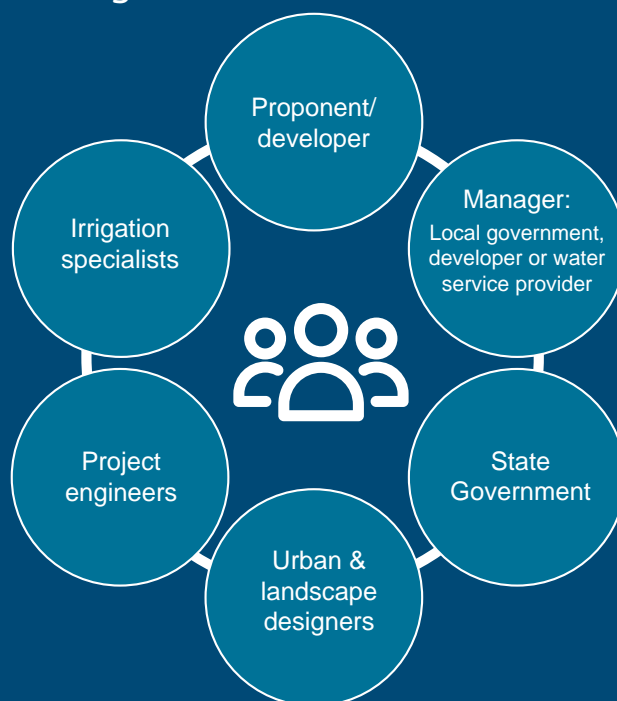 Proponent/
developer
Manager:
Local government,
developer or water
service provider
State
Government
Urban &
landscape
designers
Project
engineers
Irrigation
specialists